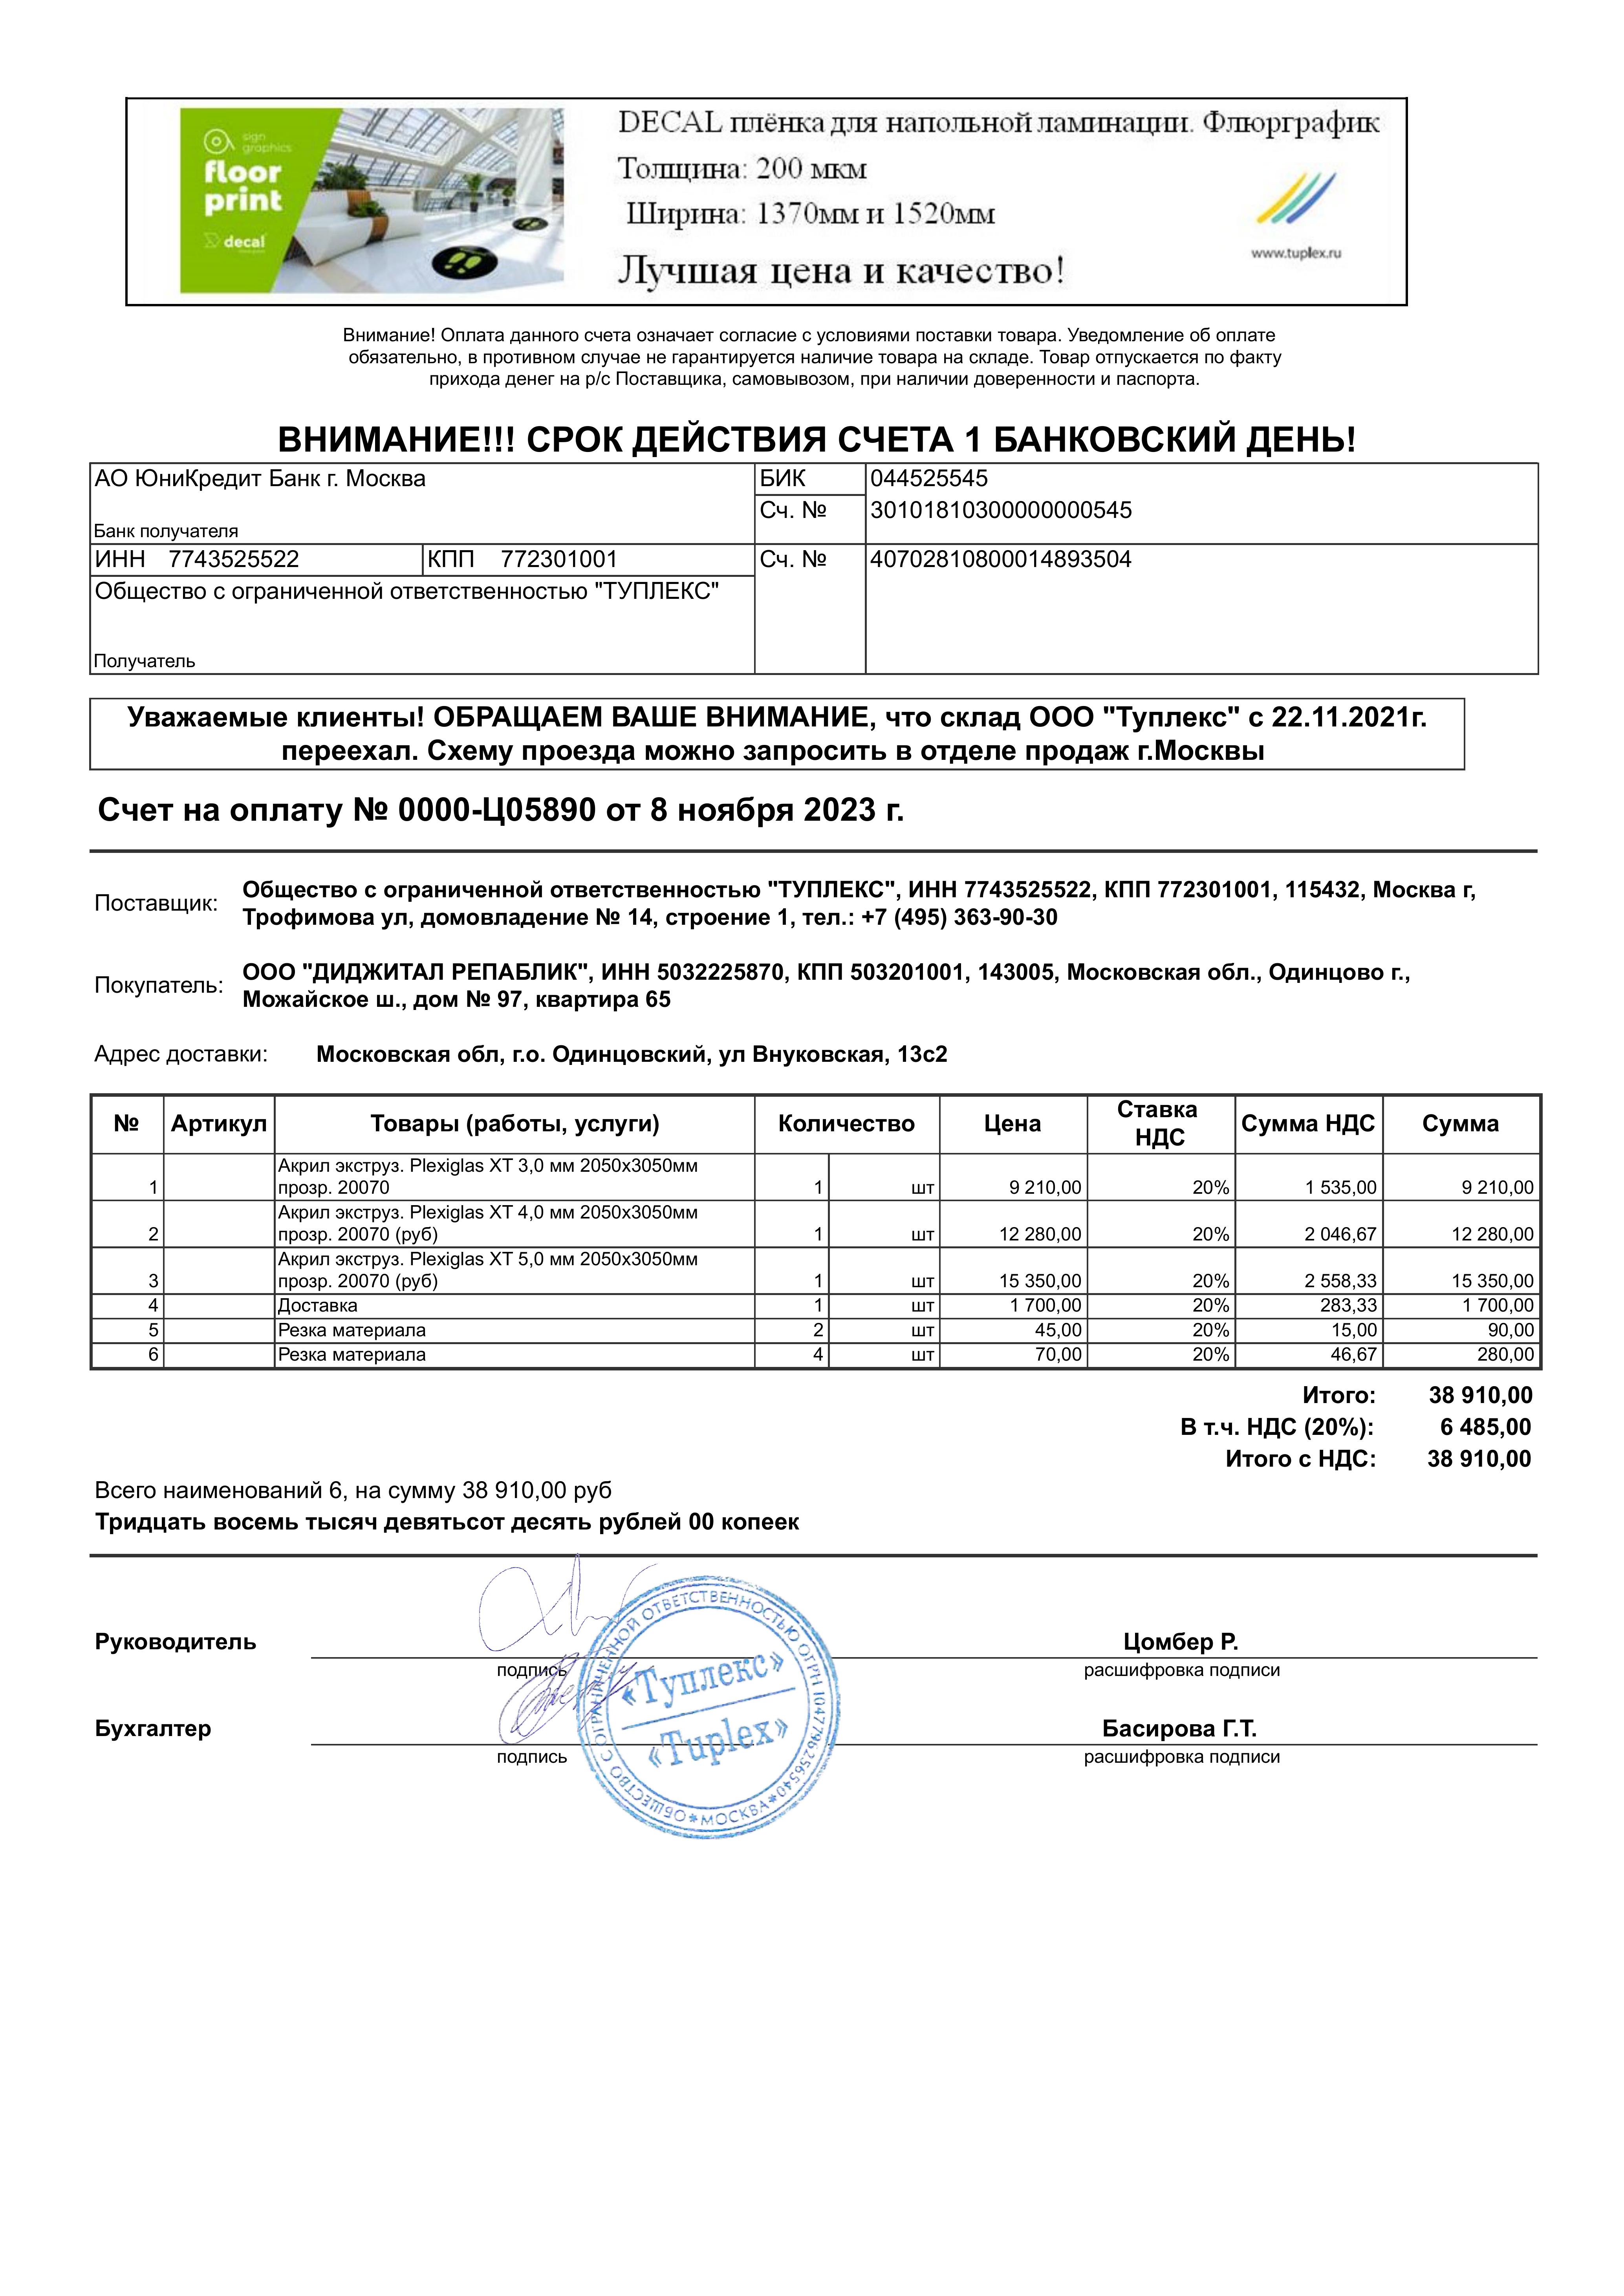 sign
graphics
floor
print
decal
DECAL плёнка для напольной ламинации. Флюрграфик
Толщина: 200 мкм
Ширина: 1370мм и 1520мм
Лучшая цена и качество!
www.tuplex.ru
Внимание! Оплата данного счета означает согласие с условиями поставки товара. Уведомление об оплате
обязательно, в противном случае не гарантируется наличие товара на складе. Товар отпускается по факту
прихода денег на р/с Поставщика, самовывозом, при наличии доверенности и паспорта.
ВНИМАНИЕ!!! СРОК ДЕЙСТВИЯ СЧЕТА 1 БАНКОВСКИЙ ДЕНЬ!
АО ЮниКредит Банк г. Москва БИК 044525545
Сч. № 30101810300000000545
Банк получателя
ИНН 7743525522 КПП 772301001 Сч. № 40702810800014893504
Общество с ограниченной ответственностью "ТУПЛЕКС"
Получатель
Уважаемые клиенты! ОБРАЩАЕМ ВАШЕ ВНИМАНИЕ, что склад ООО "Туплекс" с 22.11.2021г.
переехал. Схему проезда можно запросить в отделе продаж г.Москвы
Счет на оплату № 0000-Ц05890 от 8 ноября 2023 г.
Поставщик: Общество с ограниченной ответственностью "ТУПЛЕКС", ИНН 7743525522, КПП 772301001, 115432, Москва г,
Трофимова ул, домовладение № 14, строение 1, тел.: +7 (495) 363-90-30
Покупатель: ООО "ДИДЖИТАЛ РЕПАБЛИК", ИНН 5032225870, КПП 503201001, 143005, Московская обл., Одинцово г.,
Можайское ш., дом № 97, квартира 65
Адрес доставки: Московская обл, г.о. Одинцовский, ул Внуковская, 13с2
№ Артикул Товары (работы, услуги) Количество Цена Ставка НДС Сумма НДС Сумма
Акрил экструз. Plexiglas XT 3,0 мм 2050х3050мм
1 прозр. 20070 1 шт 9 210,00 20% 1 535,00 9 210,00
Акрил экструз. Plexiglas XT 4,0 мм 2050х3050мм
2 прозр. 20070 (руб) 1 шт 12 280,00 20% 2 046,67 12 280,00
Акрил экструз. Plexiglas XT 5,0 мм 2050х3050мм
3 прозр. 20070 (руб) 1 шт 15 350,00 20% 2 558,33 15 350,00
4 Доставка 1 шт 1 700,00 20% 283,33 1 700,00
5 Резка материала 2 шт 45,00 20% 15,00 90,00
6 Резка материала 4 шт 70,00 20% 46,67 280,00
Итого: 38 910,00
В т.ч. НДС (20%): 6 485,00
Итого с НДС: 38 910,00
Всего наименований 6, на сумму 38 910,00 руб
Тридцать восемь тысяч девятьсот десять рублей 00 копеек
Руководитель Цомбер Р.
подпись расшифровка подписи
Бухгалтер Басирова Г.Т.
подпись расшифровка подписи
ОБЩЕСТВО С ОГРАНИЧЕННОЙ ОТВЕТСТВЕННОСТЬЮ ОГРН 1047796256540
*МОСКВА*
«Туплекс»
«Tuplex»